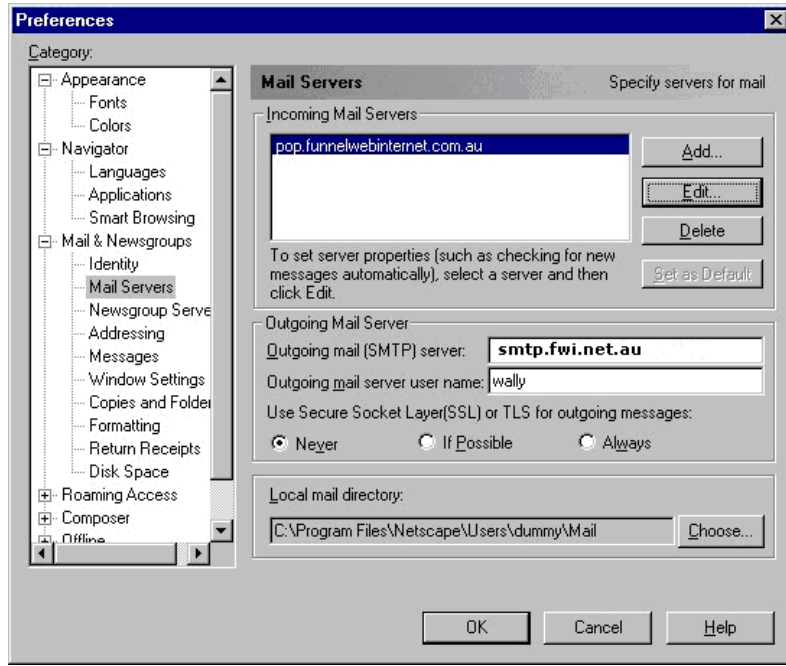 Preferences
Category:
Appearance
Fonts
Colors
Navigator
Languages
Applications
Smart Browsing
Mail & Newsgroups
Identity
Mail Servers
Newsgroup Serve
Addressing
Messages
Window Settings
Copies and Folder
Formatting
Return Receipts
Disk Space
Roaming Access
Composer
Offline
Mail Servers Specify servers for mail
Incoming Mail Servers
pop.funnelwebinternet.com.au
Add...
Edit...
Delete
Set as Default
To set server properties (such as checking for new
messages automatically), select a server and then
click Edit.
Outgoing Mail Server
Outgoing mail (SMTP) server: smtp.fwi.net.au
Outgoing mail server user name: wally
Use Secure Socket Layer(SSL) or TLS for outgoing messages:
Never If Possible Always
Local mail directory:
C:\Program Files\Netscape\Users\dummy\Mail Choose...
OK Cancel Help